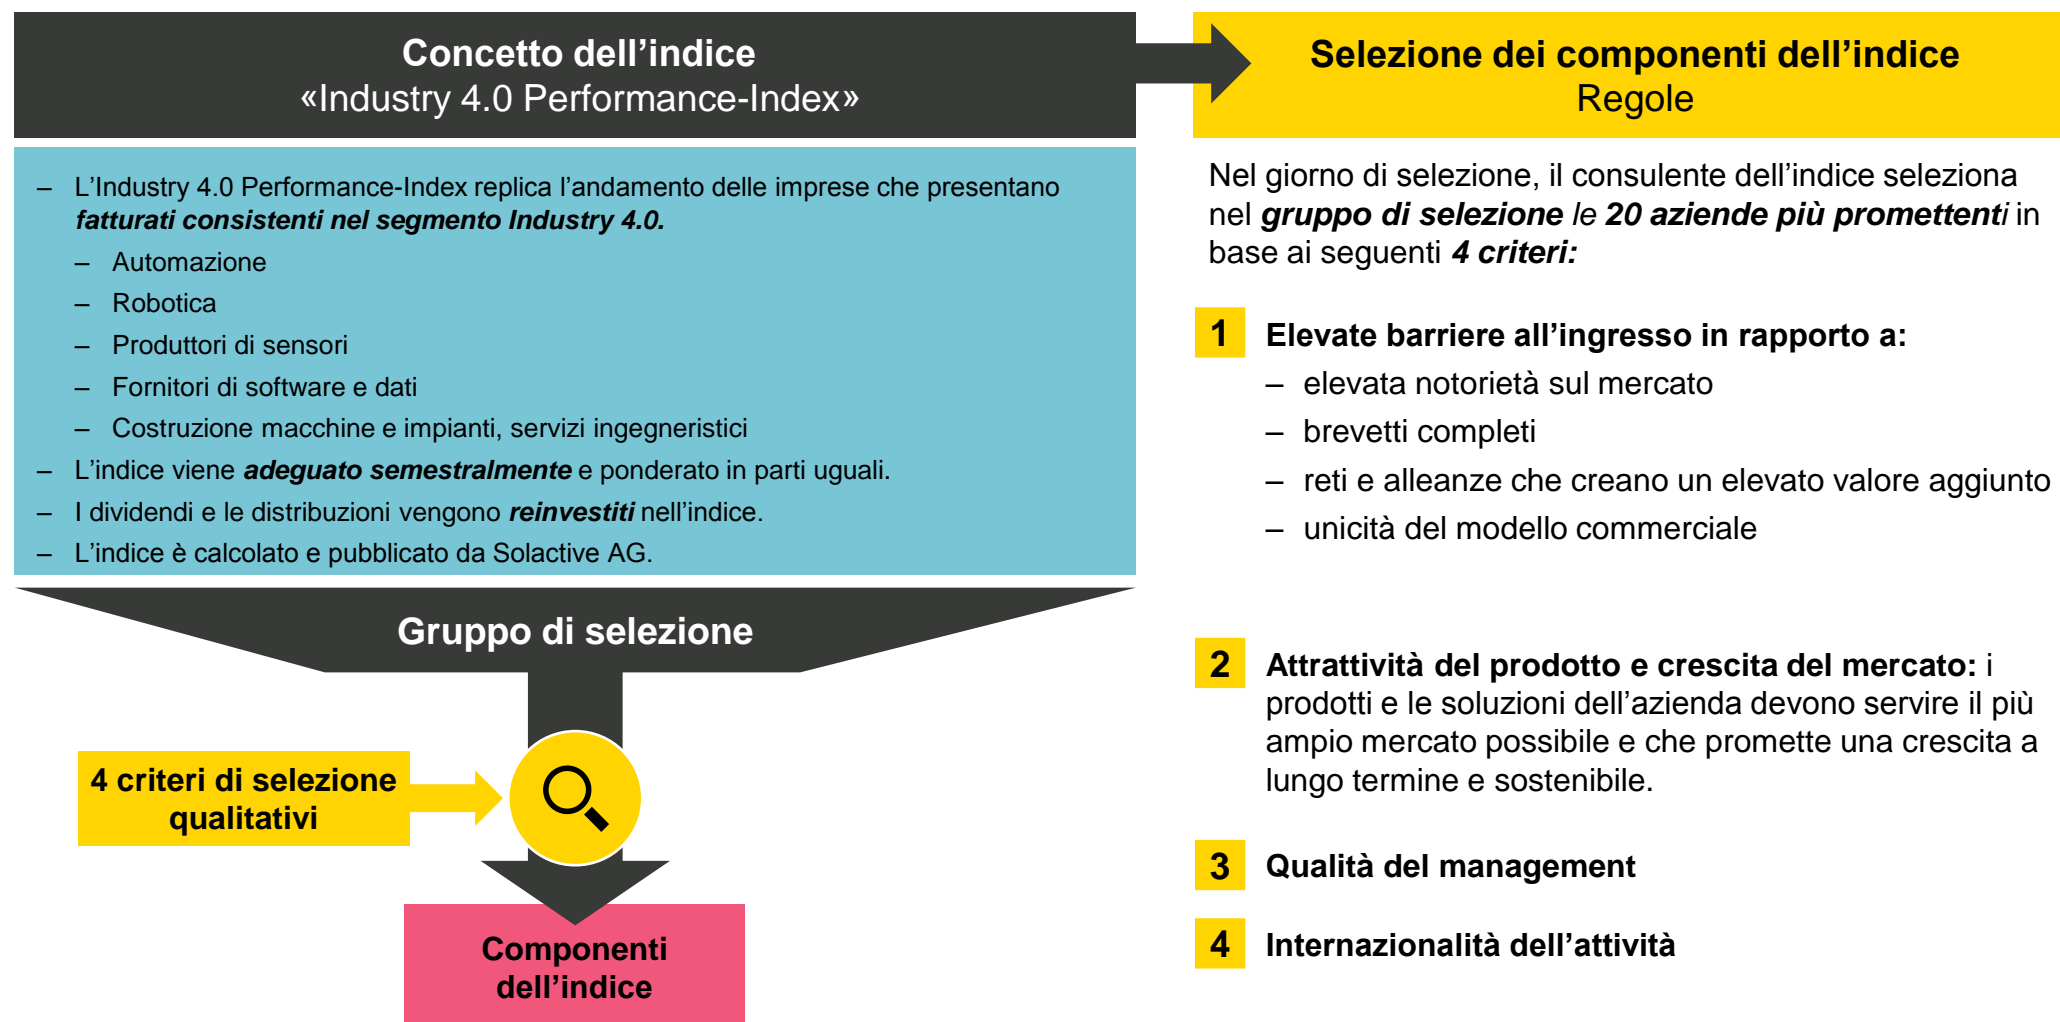 Concetto dell’indice
«Industry 4.0 Performance-Index»
– L’Industry 4.0 Performance-Index replica l’andamento delle imprese che presentano
fatturati consistenti nel segmento Industry 4.0.
– Automazione
– Robotica
– Produttori di sensori
– Fornitori di software e dati
– Costruzione macchine e impianti, servizi ingegneristici
– L’indice viene adeguato semestralmente e ponderato in parti uguali.
– I dividendi e le distribuzioni vengono reinvestiti nell’indice.
– L’indice è calcolato e pubblicato da Solactive AG.
Gruppo di selezione
4 criteri di selezione
qualitativi
Componenti
dell’indice
Selezione dei componenti dell’indice
Regole
Nel giorno di selezione, il consulente dell’indice seleziona
nel gruppo di selezione le 20 aziende più promettenti in
base ai seguenti 4 criteri:
1 Elevate barriere all’ingresso in rapporto a:
– elevata notorietà sul mercato
– brevetti completi
– reti e alleanze che creano un elevato valore aggiunto
– unicità del modello commerciale
2 Attrattività del prodotto e crescita del mercato: i
prodotti e le soluzioni dell’azienda devono servire il più
ampio mercato possibile e che promette una crescita a
lungo termine e sostenibile.
3 Qualità del management
4 Internazionalità dell’attività